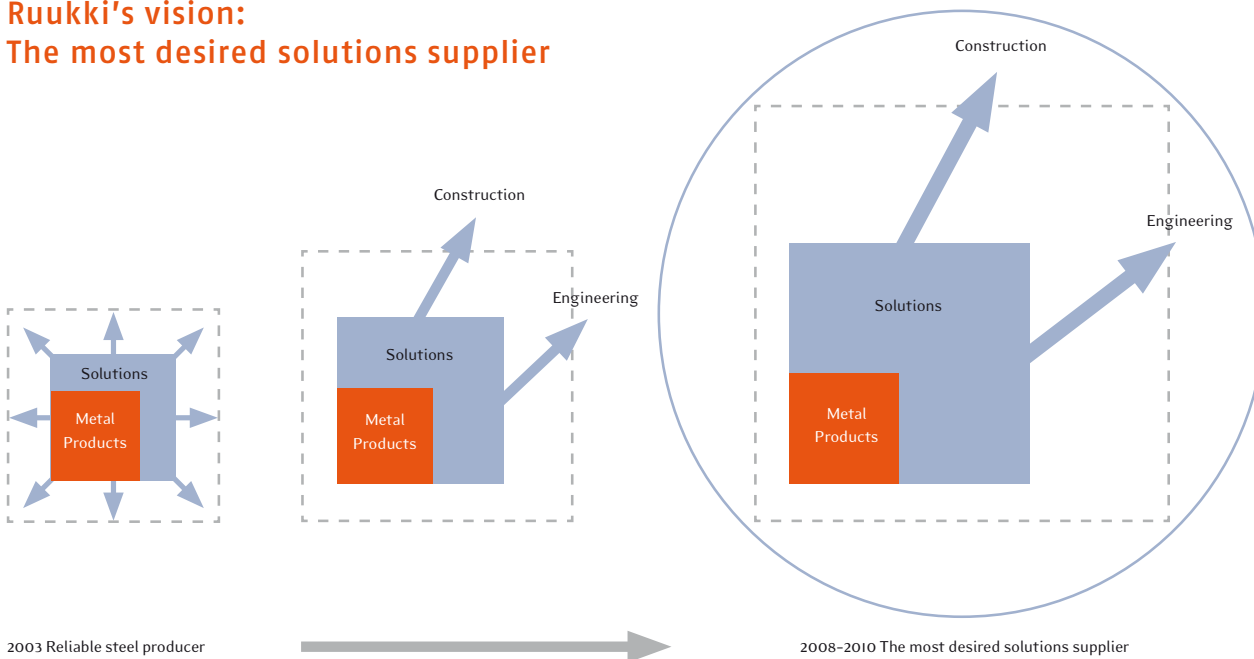 Ruukki's vision:
The most desired solutions supplier
Solutions
Metal
Products
Construction
Engineering
Solutions
Metal
Products
Construction
Engineering
Solutions
Metal
Products
2003 Reliable steel producer
2008-2010 The most desired solutions supplier